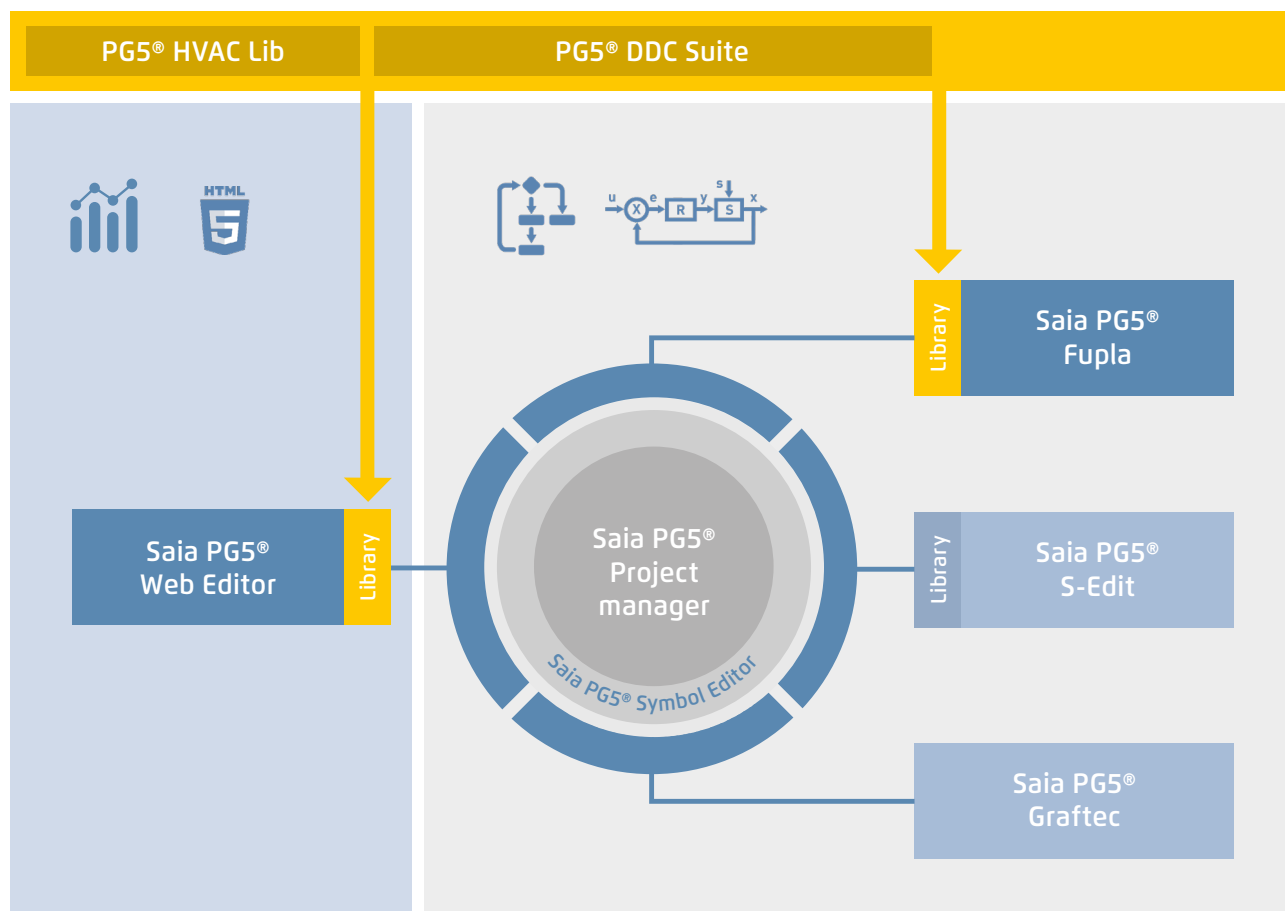 PG5® HVAC Lib
PG5® DDC Suite
HTML
5
u
e
y
s
x
X
R
S
Library
Saia PG5®
Fupla
Saia PG5®
Web Editor
Library
Saia PG5®
Project
manager
Saia PG5® Symbol Editor
Library
Saia PG5®
S-Edit
Saia PG5®
Graftec